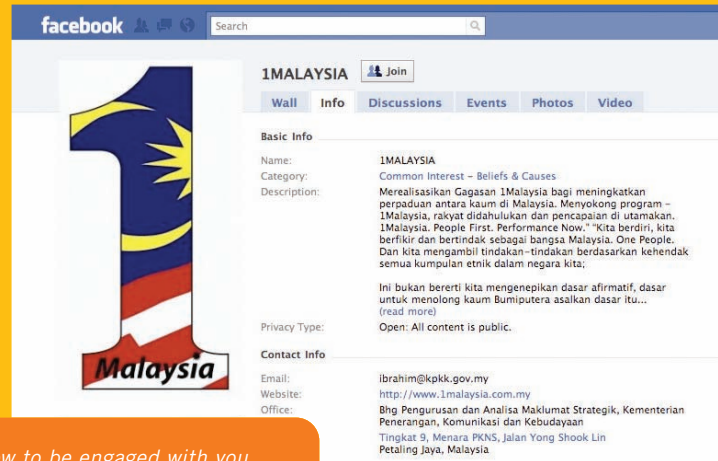 facebook
Search
1MALAYSIA
Join
Wall Info Discussions Events Photos Video
Basic Info
Name: 1MALAYSIA
Category: Common Interest – Beliefs & Causes
Description: Merealisasikan Gagasan 1Malaysia bagi meningkatkan
perpaduan antara kaum di Malaysia. Menyokong program –
1Malaysia, rakyat didahulukan dan pencapaian di utamakan.
1Malaysia. People First. Performance Now." "Kita berdiri, kita
berfikir dan bertindak sebagai bangsa Malaysia. One People.
Dan kita mengambil tindakan-tindakan berdasarkan kehendak
semua kumpulan etnik dalam negara kita;
Ini bukan bererti kita mengenepikan dasar afirmatif, dasar
untuk menolong kaum Bumiputera asalkan dasar itu...
(read more)
Privacy Type: Open: All content is public.
Contact Info
Email: ibrahim@kpkk.gov.my
Website: http://www.1malaysia.com.my
Office: Bhg Pengurusan dan Analisa Maklumat Strategik, Kementerian
Penerangan, Komunikasi dan Kebudayaan
Tingkat 9, Menara PKNS, Jalan Yong Shook Lin
Petaling Jaya, Malaysia
1
Malaysia
to be engaged with you